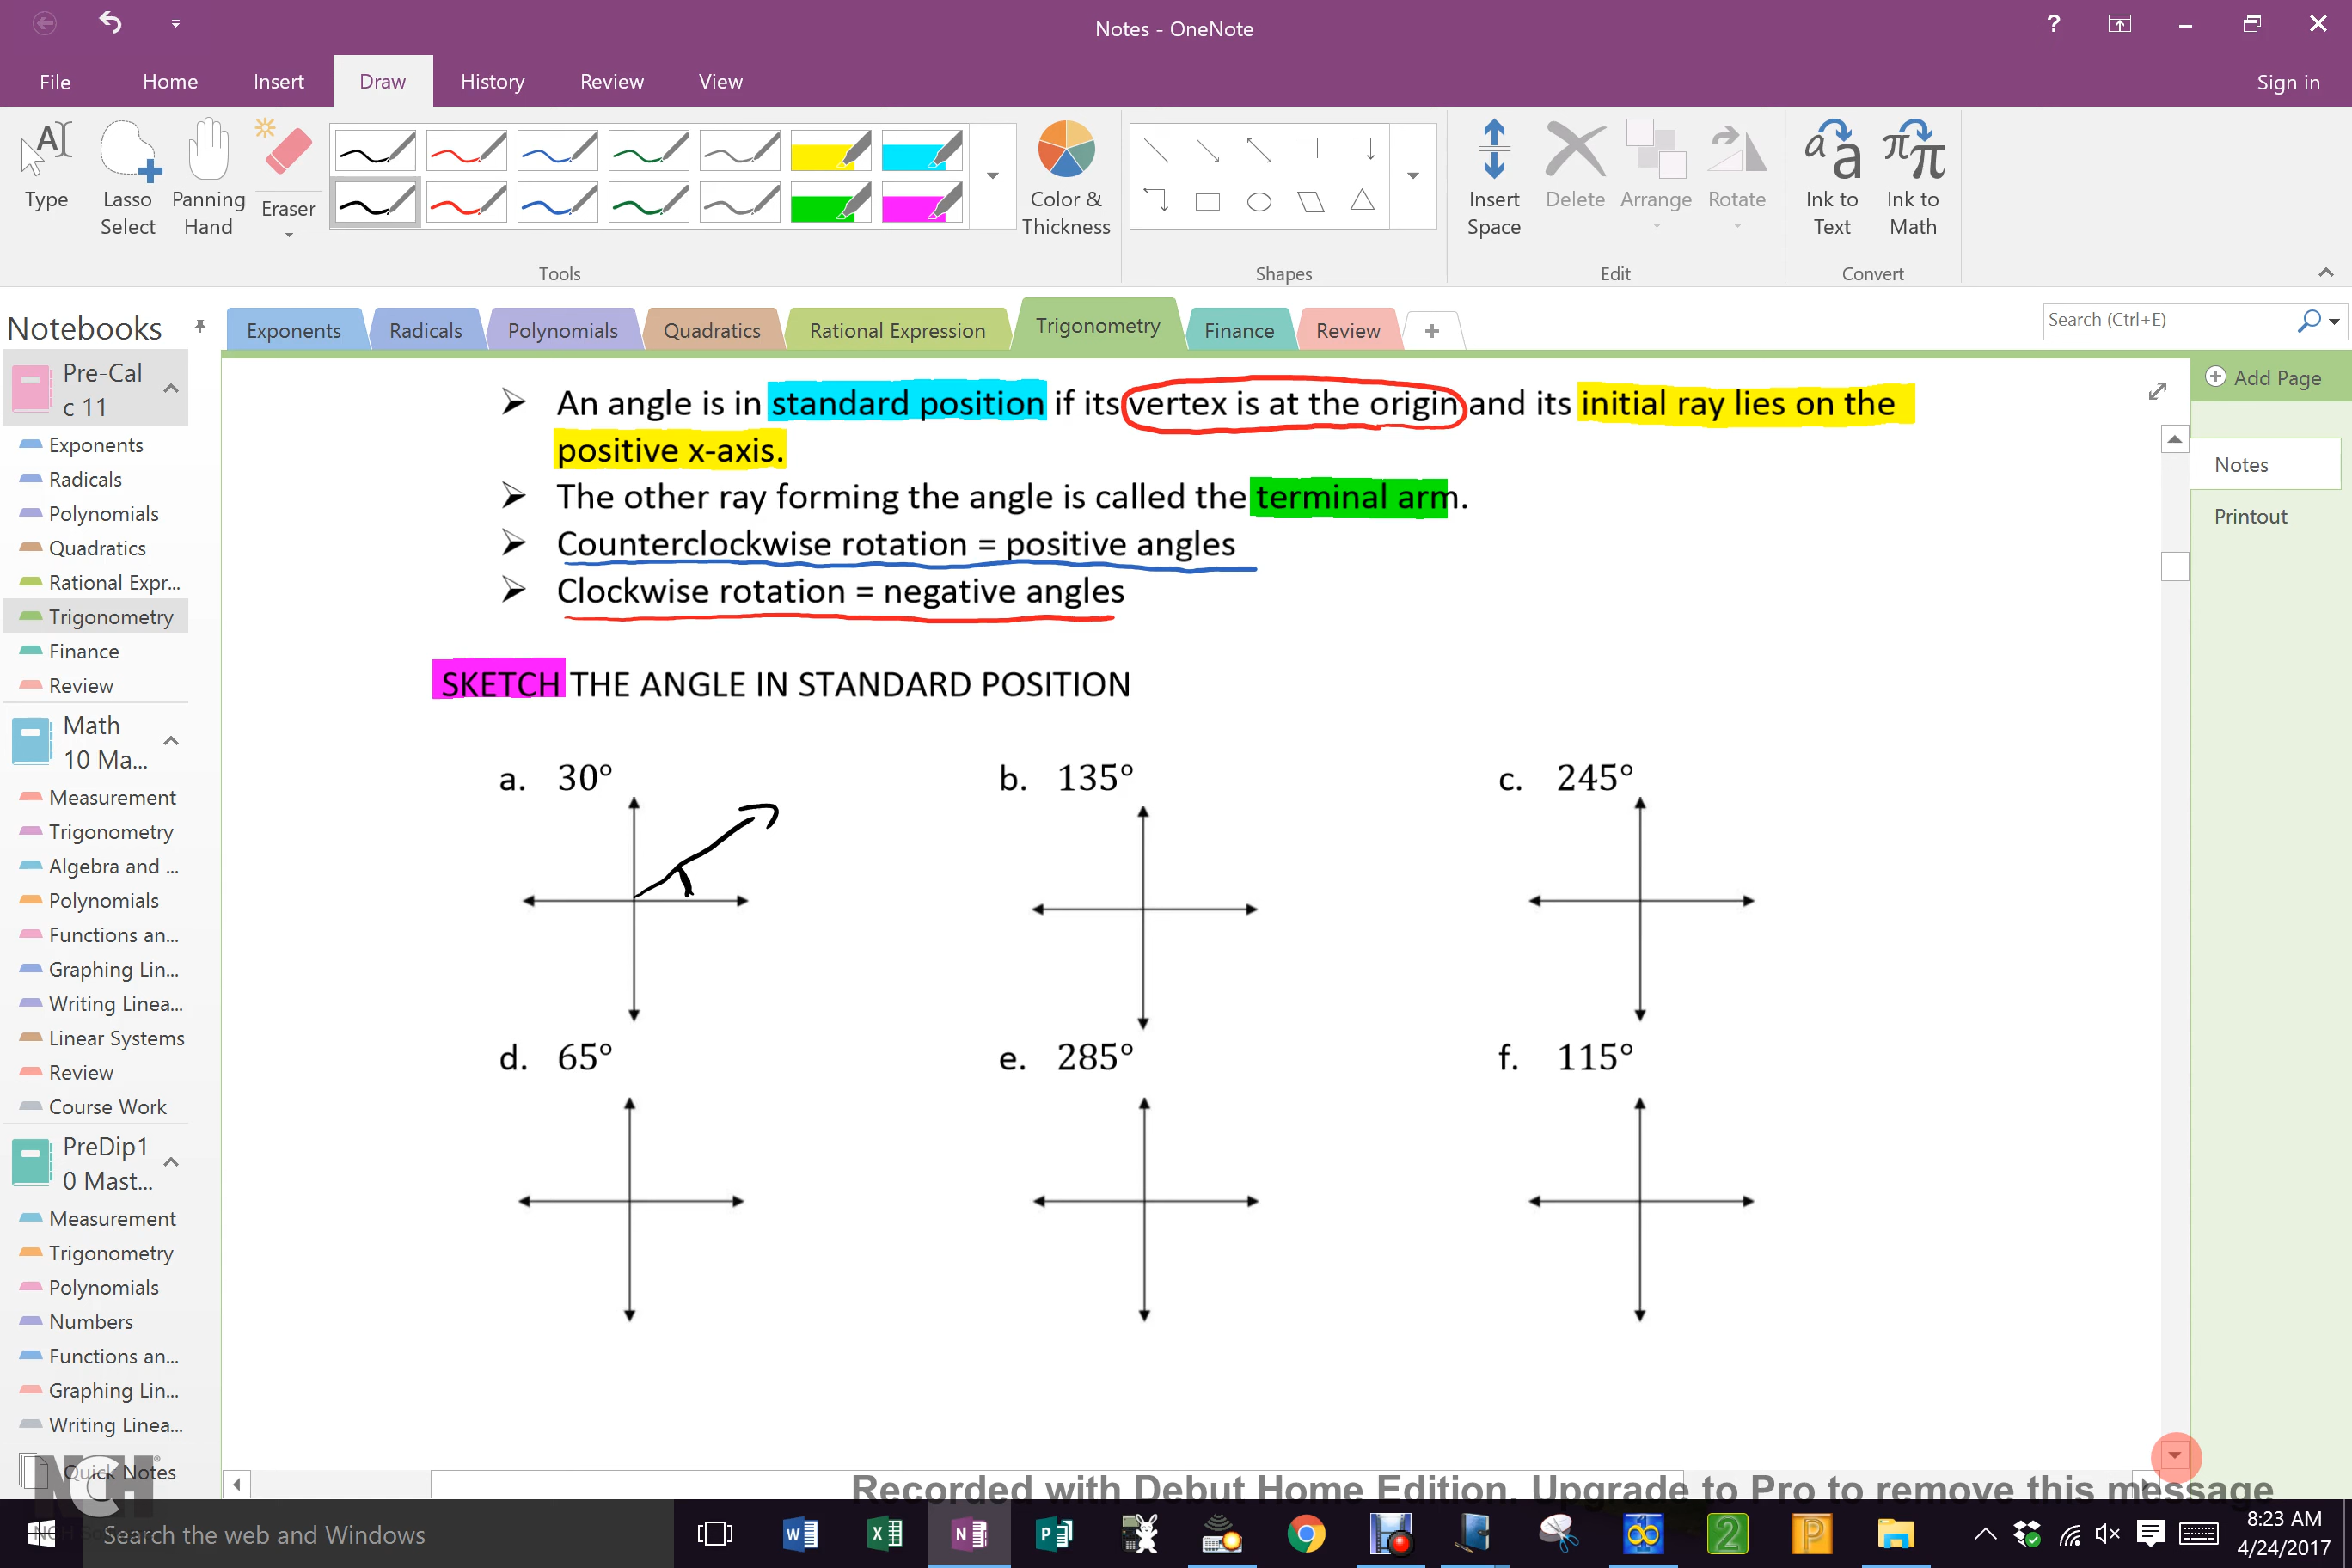 Notes - OneNote
?
File Home Insert Draw History Review View
Sign in
Type
Lasso Select
Panning Hand
Eraser
Color & Thickness
Insert Space
Delete
Arrange
Rotate
Ink to Text
Ink to Math
Tools
Shapes
Edit
Convert
Notebooks
Exponents Radicals Polynomials Quadratics Rational Expression Trigonometry Finance Review +
Search (Ctrl+E)
Pre-Cal
c 11
Exponents
Radicals
Polynomials
Quadratics
Rational Expr...
Trigonometry
Finance
Review
Math
10 Ma...
Measurement
Trigonometry
Algebra and ...
Polynomials
Functions an...
Graphing Lin...
Writing Linea...
Linear Systems
Review
Course Work
PreDip1
0 Mast...
Measurement
Trigonometry
Polynomials
Numbers
Functions an...
Graphing Lin...
Writing Linea...
Quick Notes
➢ An angle is in standard position if its vertex is at the origin and its initial ray lies on the
positive x-axis.
➢ The other ray forming the angle is called the terminal arm.
➢ Counterclockwise rotation = positive angles
➢ Clockwise rotation = negative angles
SKETCH THE ANGLE IN STANDARD POSITION
a. 30° b. 135° c. 245°
d. 65° e. 285° f. 115°
Add Page
Notes
Printout
NCH
Recorded with Debut Home Edition. Upgrade to Pro to remove this message
Search the web and Windows
8:23 AM
4/24/2017